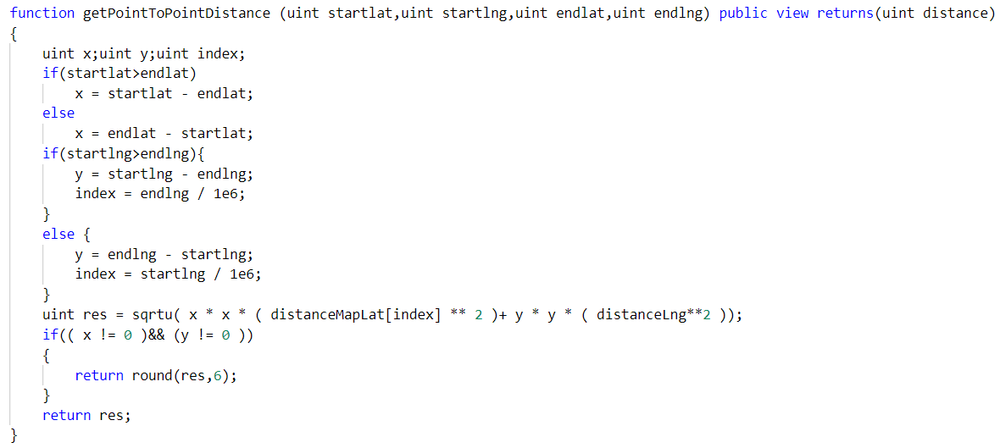 function getPointToPointDistance (uint startlat,uint startlng,uint endlat,uint endlng) public view returns(uint distance)
{
    uint x;uint y;uint index;
    if(startlat>endlat)
        x = startlat - endlat;
    else
        x = endlat - startlat;
    if(startlng>endlng){
        y = startlng - endlng;
        index = endlng / 1e6;
    }
    else {
        y = endlng - startlng;
        index = startlng / 1e6;
    }
    uint res = sqrtu( x * x * ( distanceMapLat[index] ** 2 )+ y * y * ( distanceLng**2 ));
    if(( x != 0 )&& (y != 0 ))
    {
        return round(res,6);
    }
    return res;
}